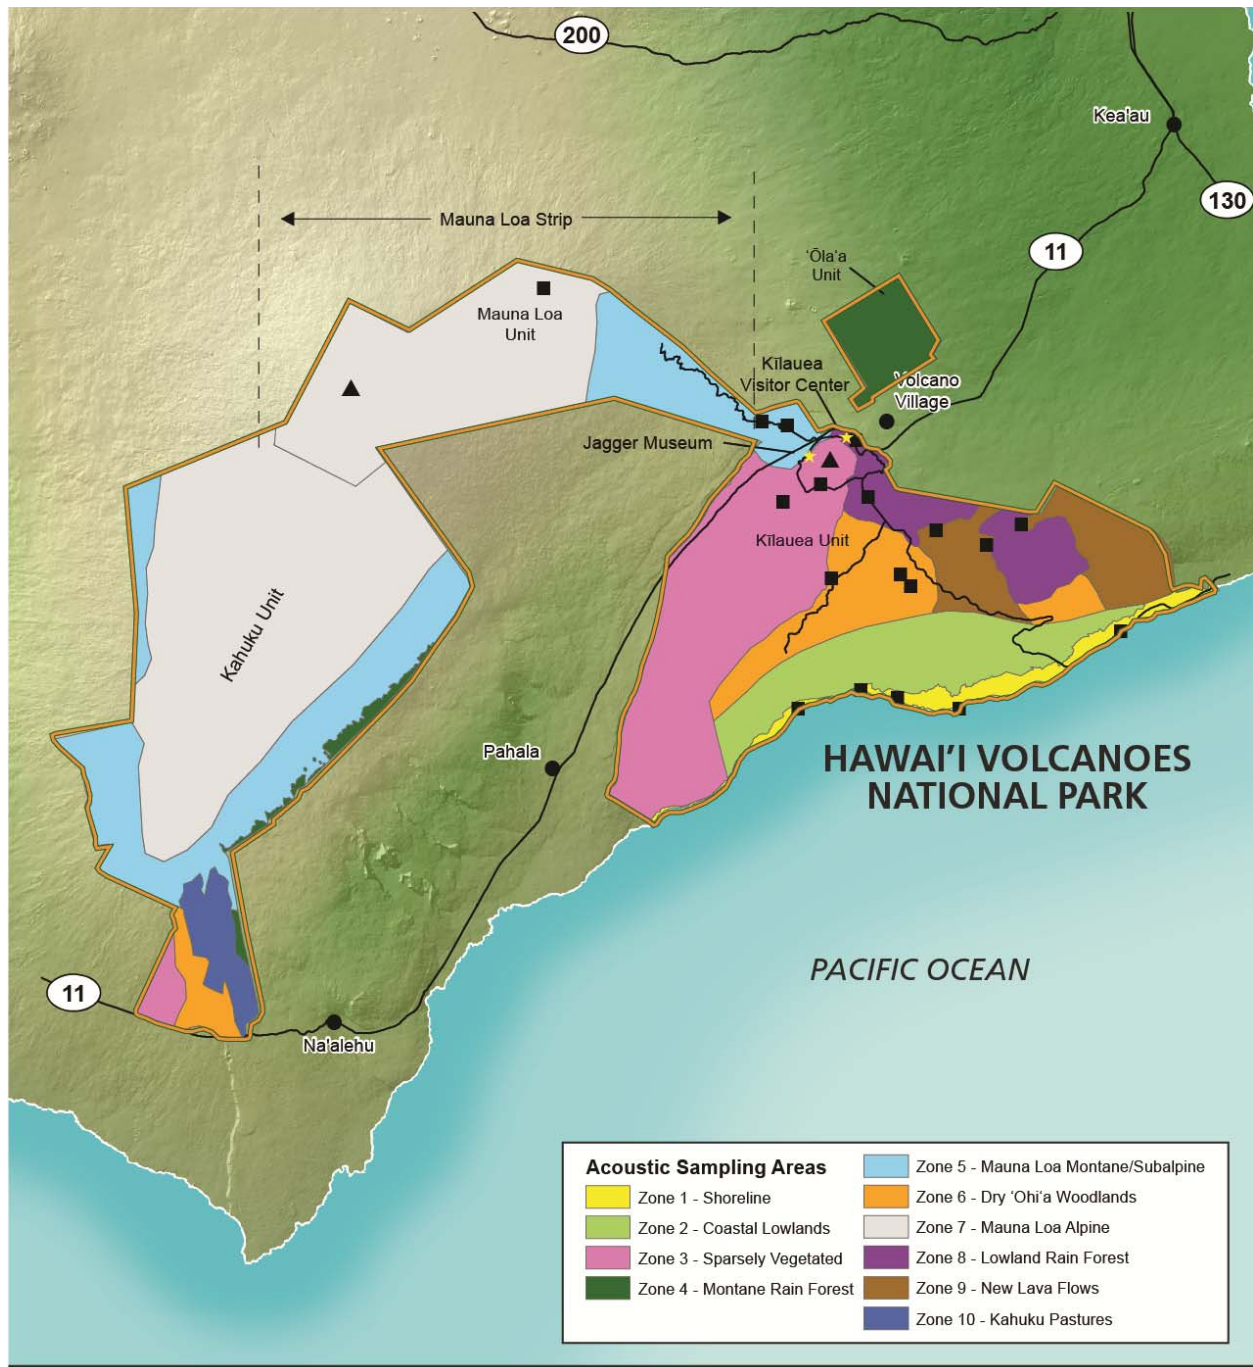 200
Kea'au
130
Mauna Loa Strip
11
'Ōla'a
Unit
Mauna Loa
Unit
Kīlauea
Visitor Center
Volcano
Village
Jagger Museum
Kīlauea Unit
Kahuku Unit
Pahala
HAWAI'I VOLCANOES
NATIONAL PARK
PACIFIC OCEAN
11
Na'alehu
Acoustic Sampling Areas
Zone 1 - Shoreline
Zone 2 - Coastal Lowlands
Zone 3 - Sparsely Vegetated
Zone 4 - Montane Rain Forest
Zone 5 - Mauna Loa Montane/Subalpine
Zone 6 - Dry 'Ohi'a Woodlands
Zone 7 - Mauna Loa Alpine
Zone 8 - Lowland Rain Forest
Zone 9 - New Lava Flows
Zone 10 - Kahuku Pastures